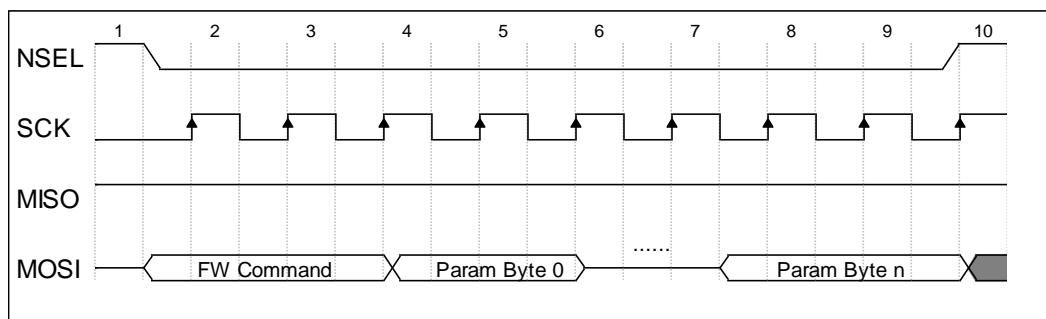 1 2 3 4 5 6 7 8 9 10
NSEL
SCK
MISO
......
MOSI FW Command Param Byte 0 Param Byte n